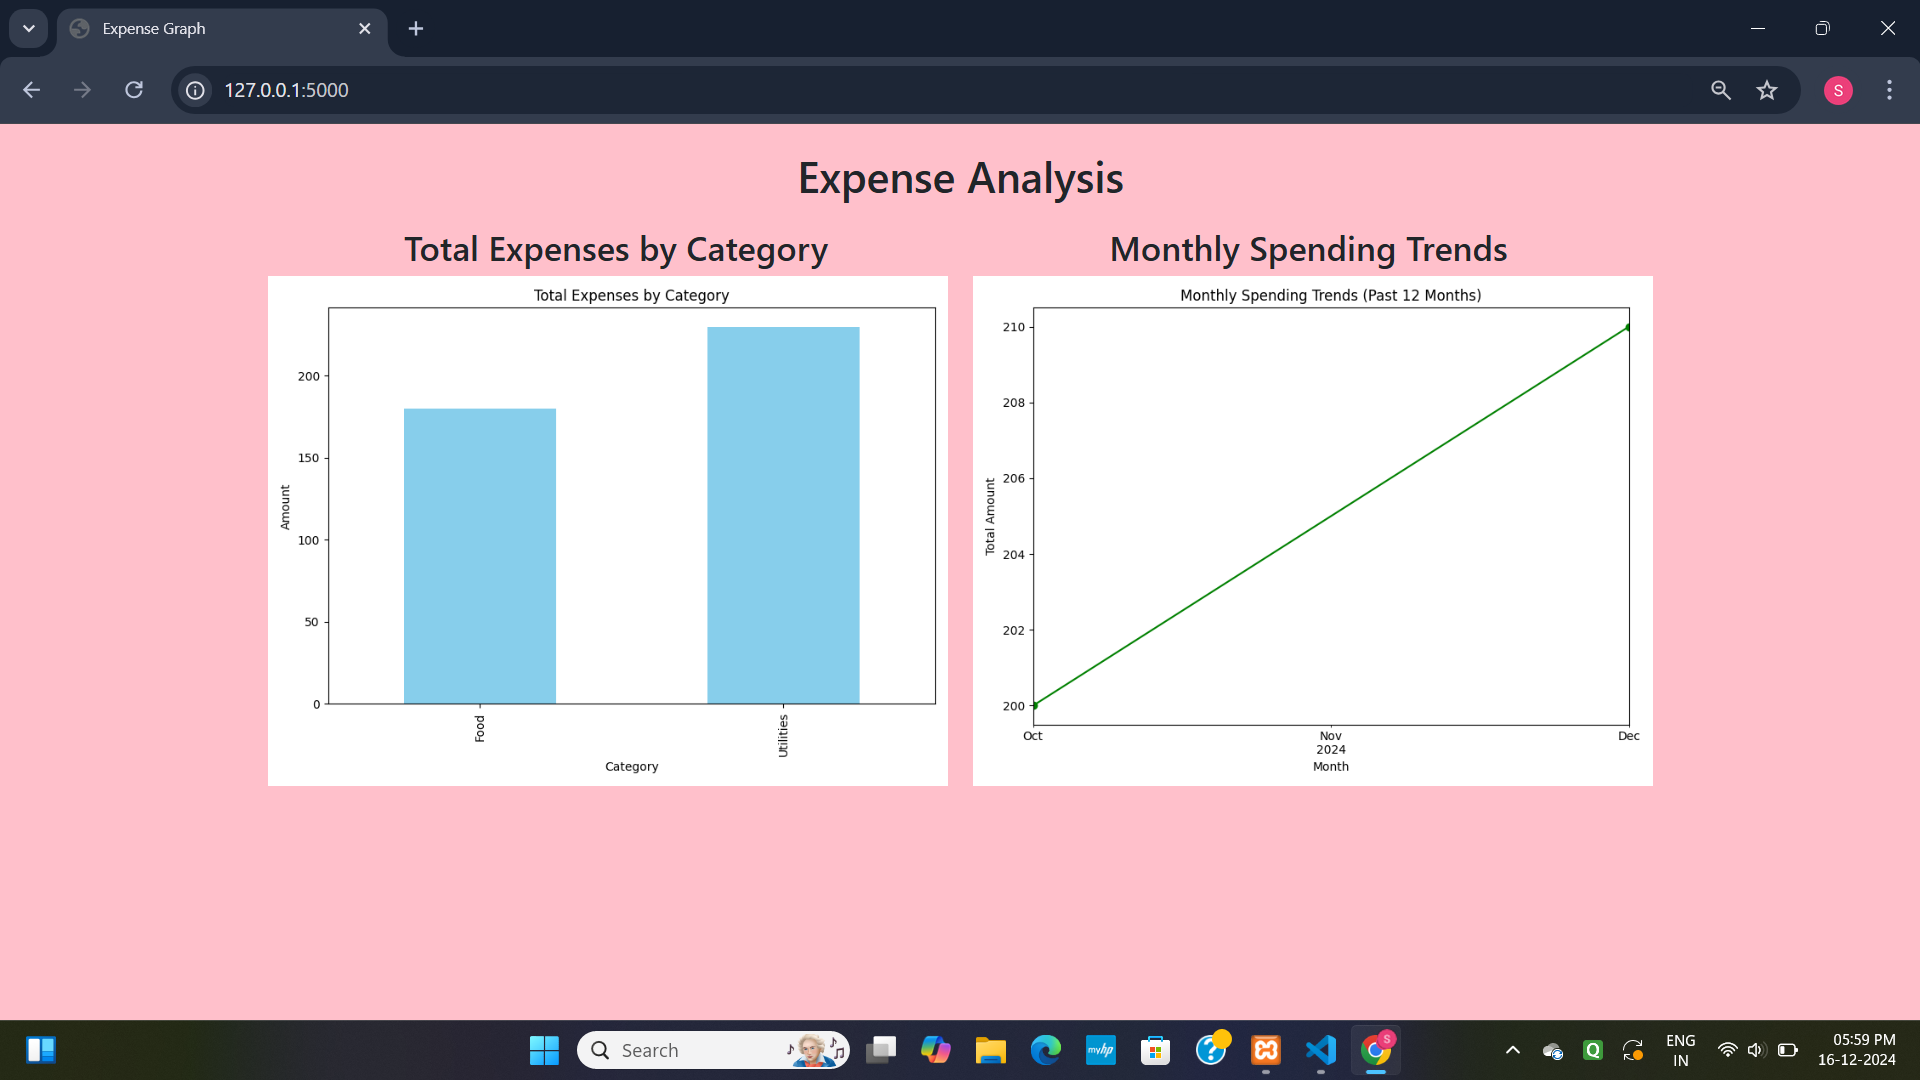 Expense Graph
127.0.0.1:5000
Expense Analysis
Total Expenses by Category
Monthly Spending Trends
Total Expenses by Category
200
150
100
50
0
Amount
Food
Utilities
Category
Monthly Spending Trends (Past 12 Months)
210
208
206
204
202
200
Total Amount
Oct
Nov
Dec
2024
Month
S
Search
myhp
S
Q
ENG
IN
05:59 PM
16-12-2024